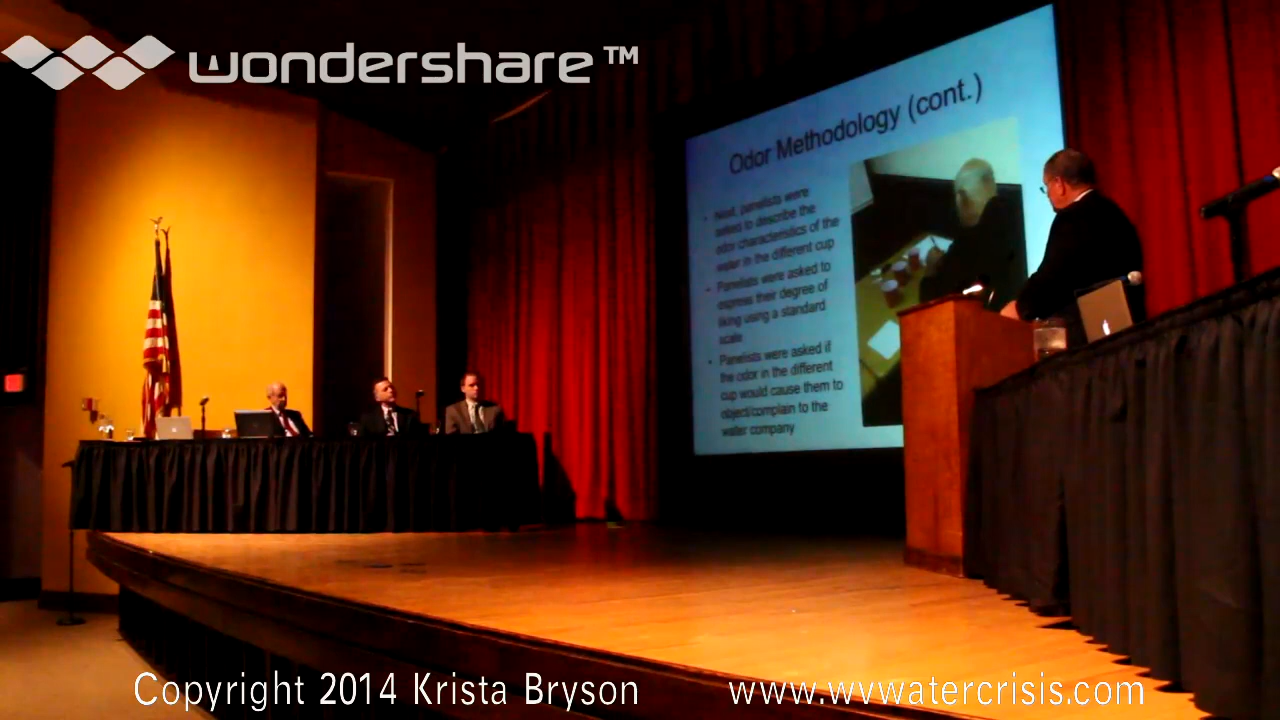 wondershare™
Odor Methodology (cont.)
• Next, panelists were
asked to describe the
odor characteristics of the
water in the different cup
• Panelists were asked to
express their degree of
liking using a standard
scale
• Panelists were asked if
the odor in the different
cup would cause them to
object/complain to the
water company
Copyright 2014 Krista Bryson
www.wvwatercrisis.com